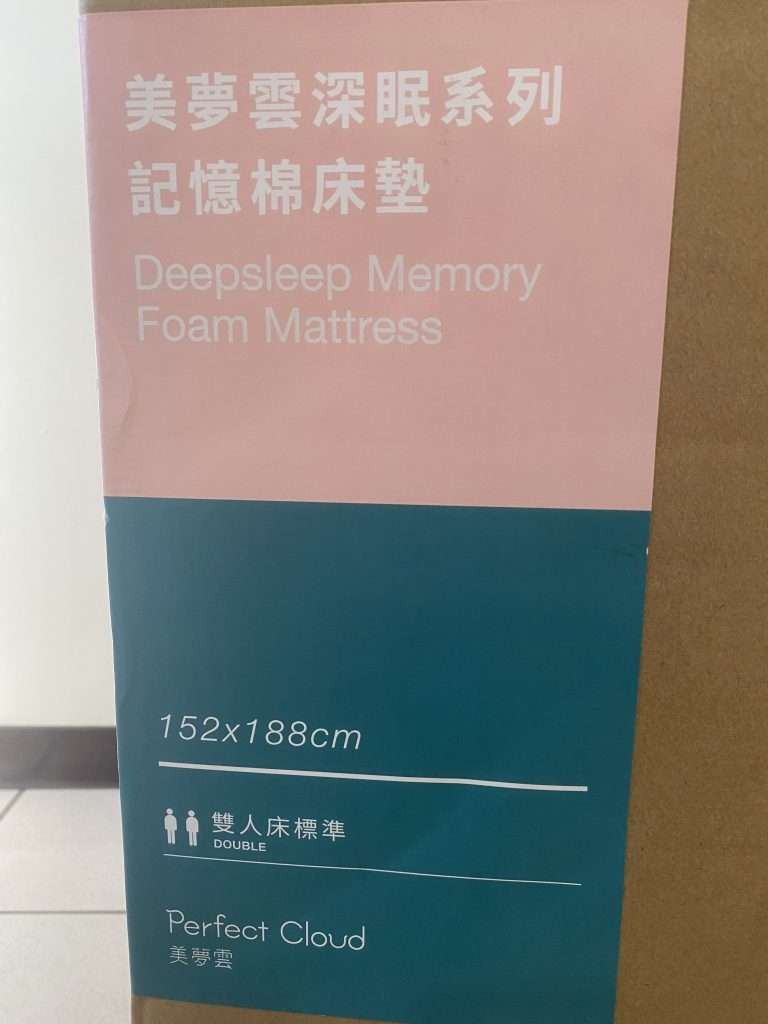 美夢雲深眠系列
記憶棉床墊
Deepsleep Memory
Foam Mattress
152x188cm
雙人床標準
DOUBLE
Perfect Cloud
美夢雲